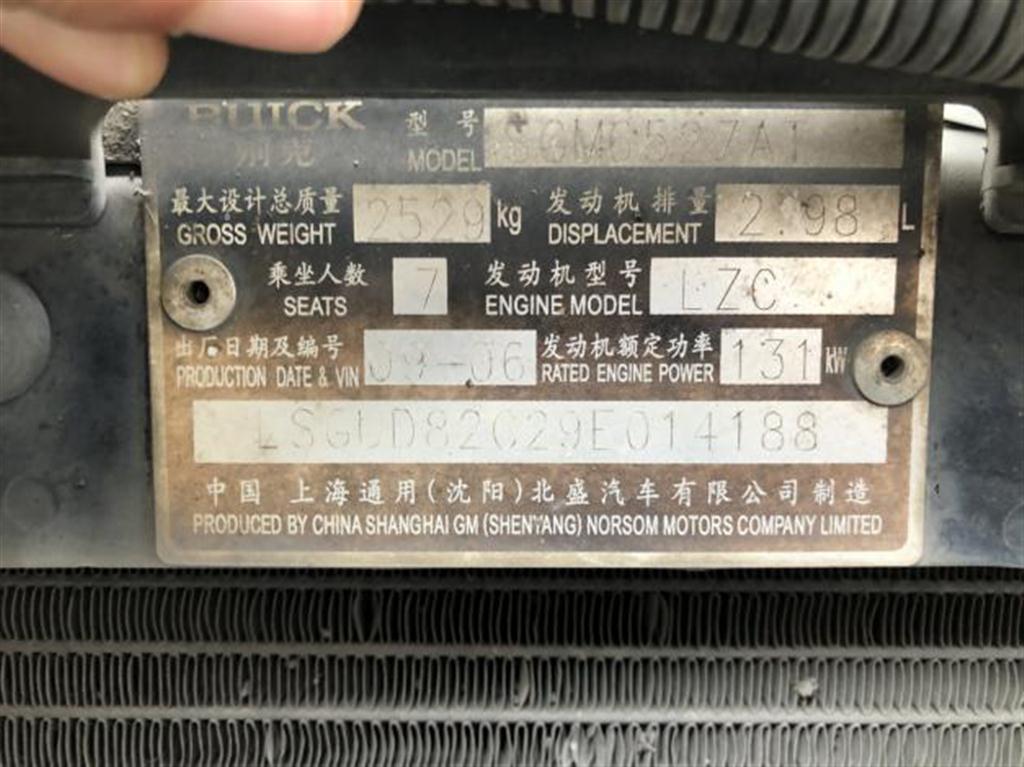 BUICK 型号 SGM6527AT
别克 MODEL
最大设计总质量 2529 kg 发动机排量 2.98 L
GROSS WEIGHT DISPLACEMENT
乘坐人数 7 发动机型号 LZC
SEATS ENGINE MODEL
出厂日期及编号 09-06 发动机额定功率 131 kW
PRODUCTION DATE & VIN RATED ENGINE POWER
LSGUD82C29E014188
中国 上海通用(沈阳)北盛汽车有限公司制造
PRODUCED BY CHINA SHANGHAI GM (SHENYANG) NORSOM MOTORS COMPANY LIMITED